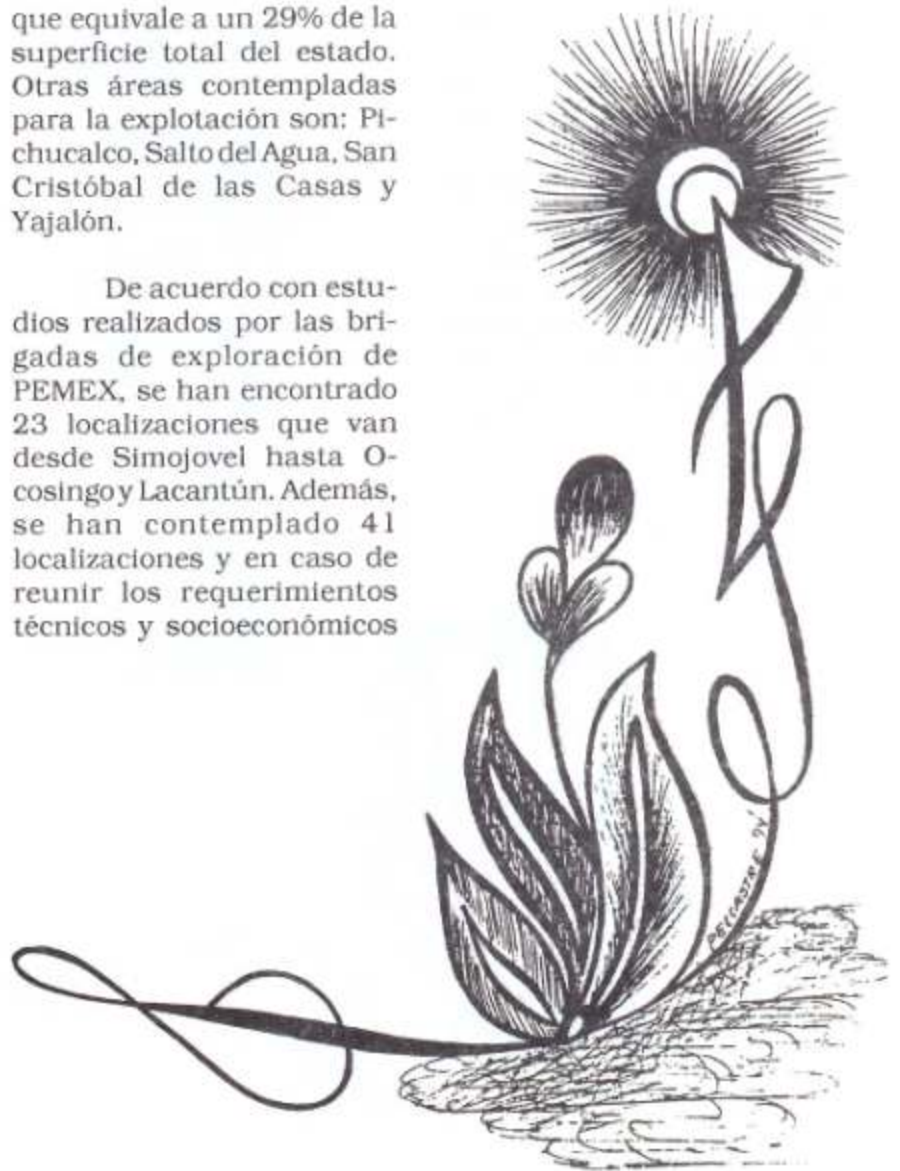 que equivale a un 29% de la
superficie total del estado.
Otras áreas contempladas
para la explotación son: Pi-
chucalco, Salto del Agua, San
Cristóbal de las Casas y
Yajalón.
De acuerdo con estu-
dios realizados por las bri-
gadas de exploración de
PEMEX, se han encontrado
23 localizaciones que van
desde Simojovel hasta O-
cosingo y Lacantún. Además,
se han contemplado 41
localizaciones y en caso de
reunir los requerimientos
técnicos y socioeconómicos